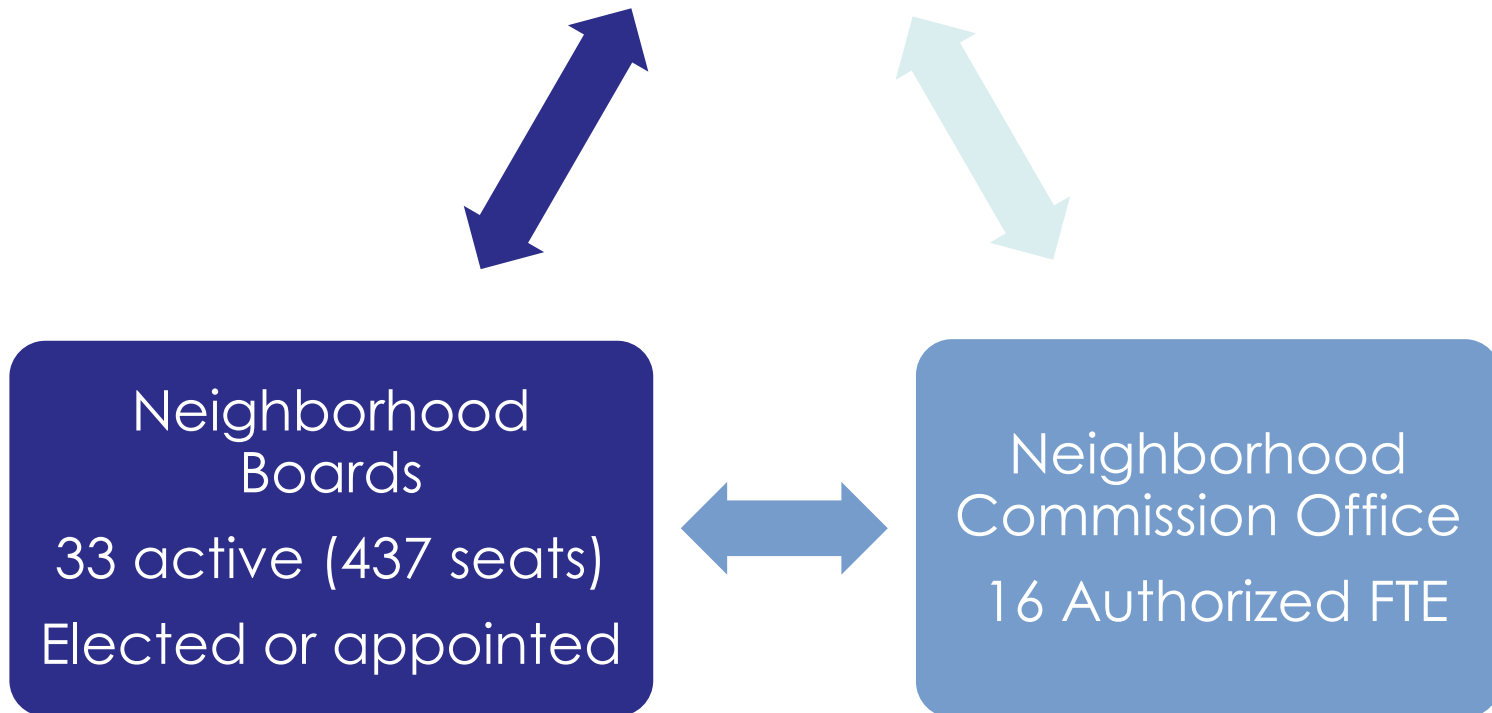 Neighborhood
Boards
33 active (437 seats)
Elected or appointed
Neighborhood
Commission Office
16 Authorized FTE